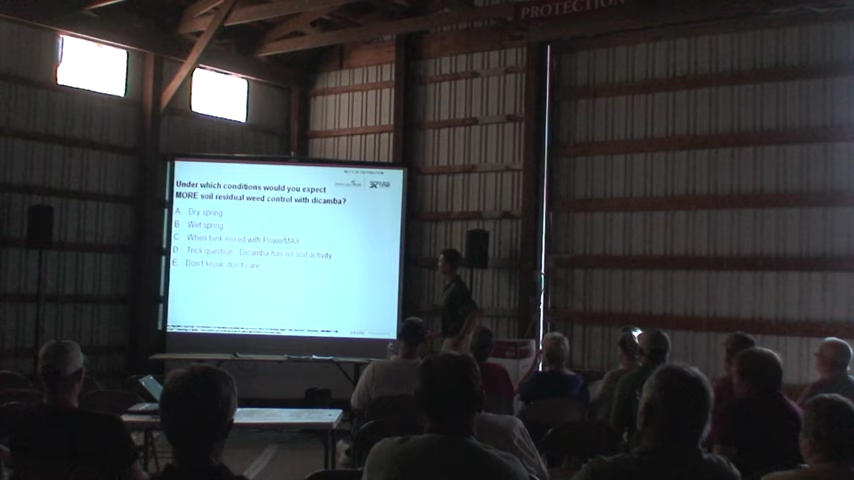 PROTECTION
Under which conditions would you expect
MORE soil residual weed control with dicamba?
A. Dry spring
B. Wet spring
C. When tank mixed with PowerMAX
D. Trick question. Dicamba has no soil activity
E. Don't know, don't care